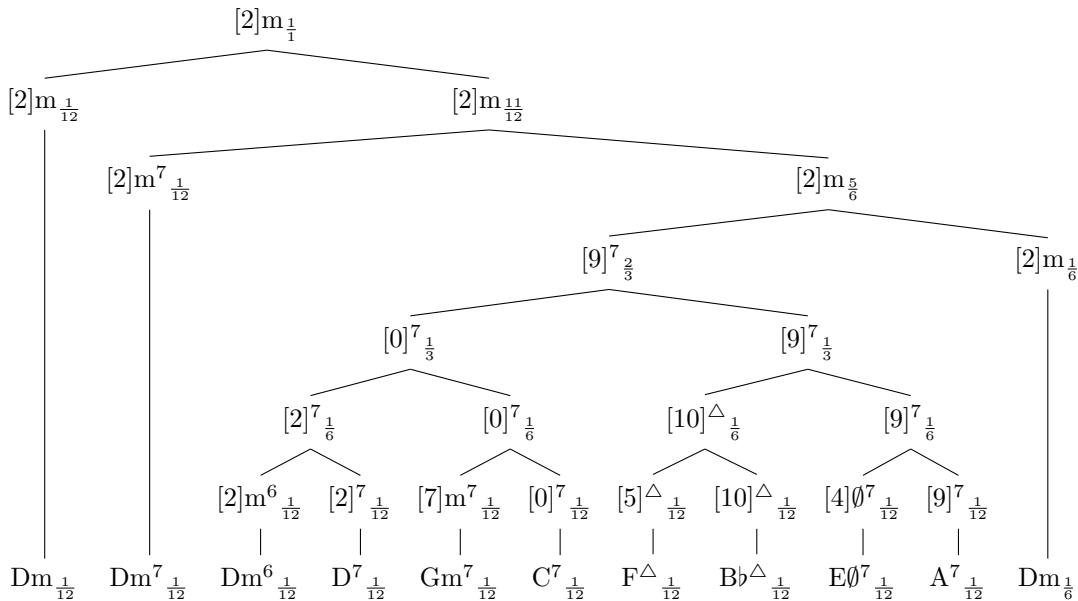 [2]m 1/1
[2]m 1/12 [2]m 11/12
[2]m⁷ 1/12 [2]m 5/6
[9]⁷ 2/3 [2]m 1/6
[0]⁷ 1/3 [9]⁷ 1/3
[2]⁷ 1/6 [0]⁷ 1/6 [10]△ 1/6 [9]⁷ 1/6
[2]m⁶ 1/12 [2]⁷ 1/12 [7]m⁷ 1/12 [0]⁷ 1/12 [5]△ 1/12 [10]△ 1/12 [4]∅⁷ 1/12 [9]⁷ 1/12
Dm 1/12 Dm⁷ 1/12 Dm⁶ 1/12 D⁷ 1/12 Gm⁷ 1/12 C⁷ 1/12 F△ 1/12 B♭△ 1/12 E∅⁷ 1/12 A⁷ 1/12 Dm 1/6